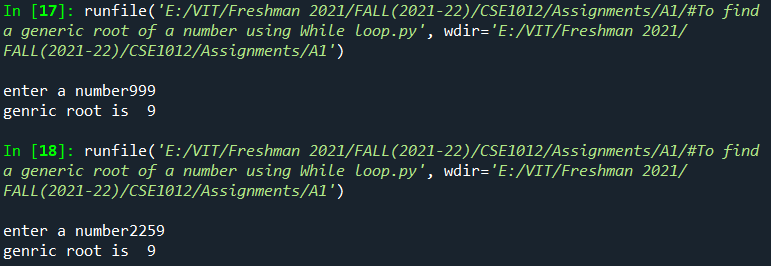 In [17]: runfile('E:/VIT/Freshman 2021/FALL(2021-22)/CSE1012/Assignments/A1/#To find
a generic root of a number using While loop.py', wdir='E:/VIT/Freshman 2021/
FALL(2021-22)/CSE1012/Assignments/A1')
enter a number999
genric root is  9
In [18]: runfile('E:/VIT/Freshman 2021/FALL(2021-22)/CSE1012/Assignments/A1/#To find
a generic root of a number using While loop.py', wdir='E:/VIT/Freshman 2021/
FALL(2021-22)/CSE1012/Assignments/A1')
enter a number2259
genric root is  9